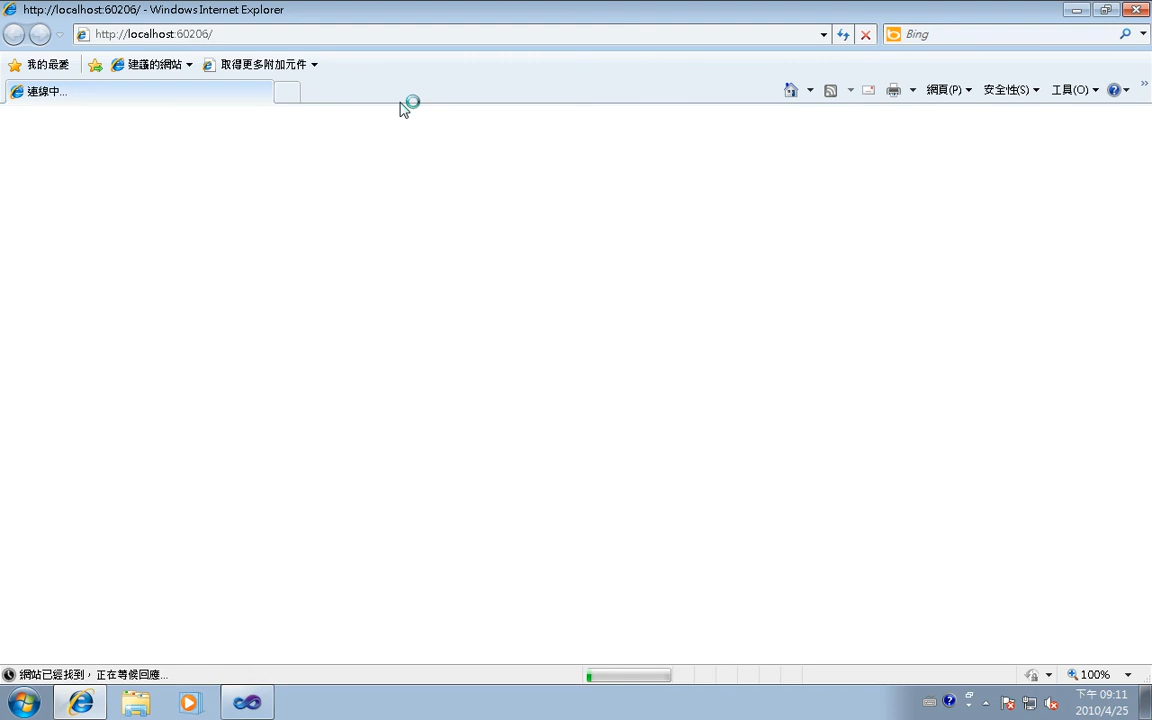 http://localhost:60206/ - Windows Internet Explorer
http://localhost:60206/
Bing
我的最愛
建議的網站
取得更多附加元件
連線中...
網頁(P)
安全性(S)
工具(O)
網站已經找到，正在等候回應...
100%
下午 09:11
2010/4/25